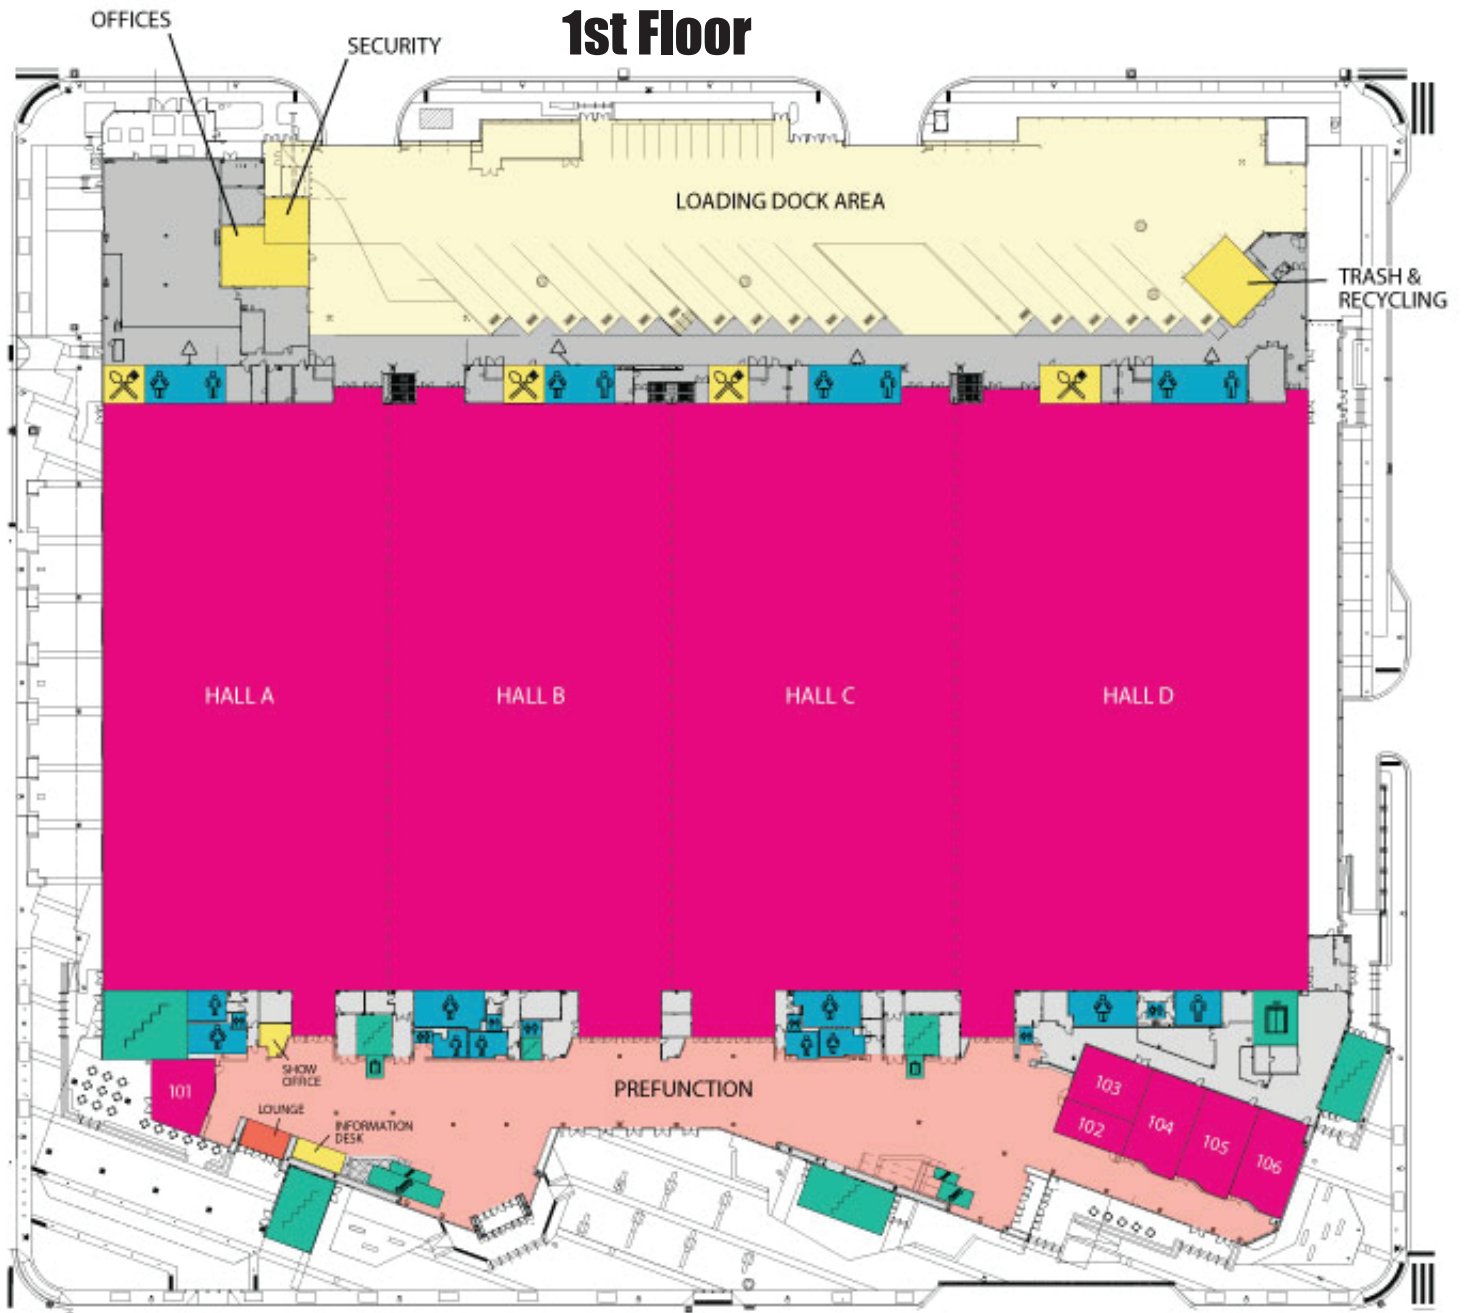 1st Floor
OFFICES
SECURITY
LOADING DOCK AREA
TRASH &
RECYCLING
HALL A
HALL B
HALL C
HALL D
SHOW
OFFICE
101
PREFUNCTION
LOUNGE
INFORMATION
DESK
103
102
104
105
106